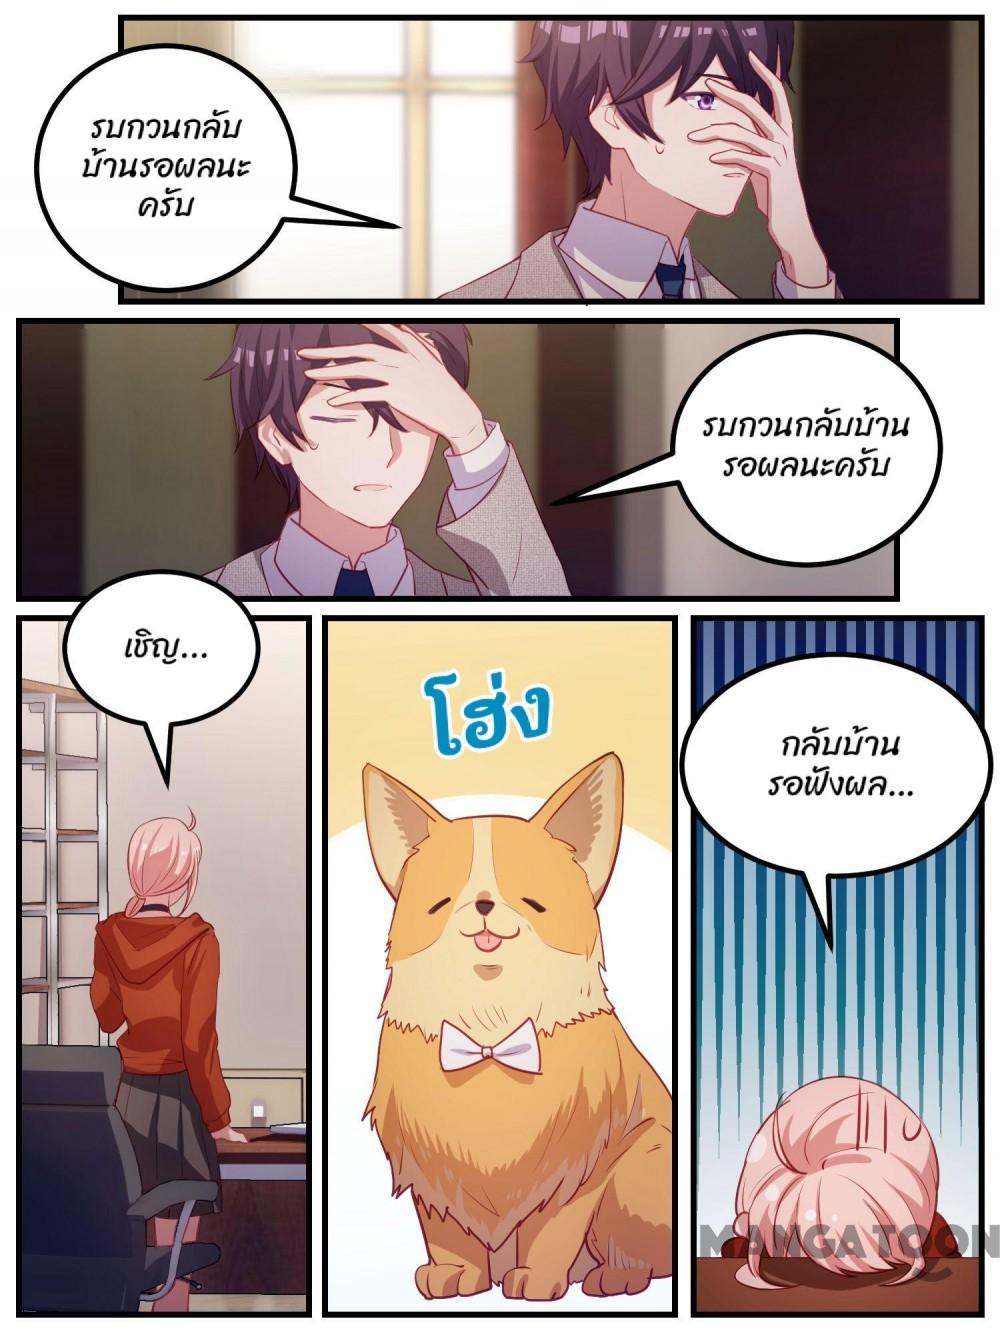 รบกวนกลับ
บ้านรอผลนะ
ครับ
รบกวนกลับบ้าน
รอผลนะครับ
เชิญ...
โฮ่ง
กลับบ้าน
รอฟังผล...
MANGATOON